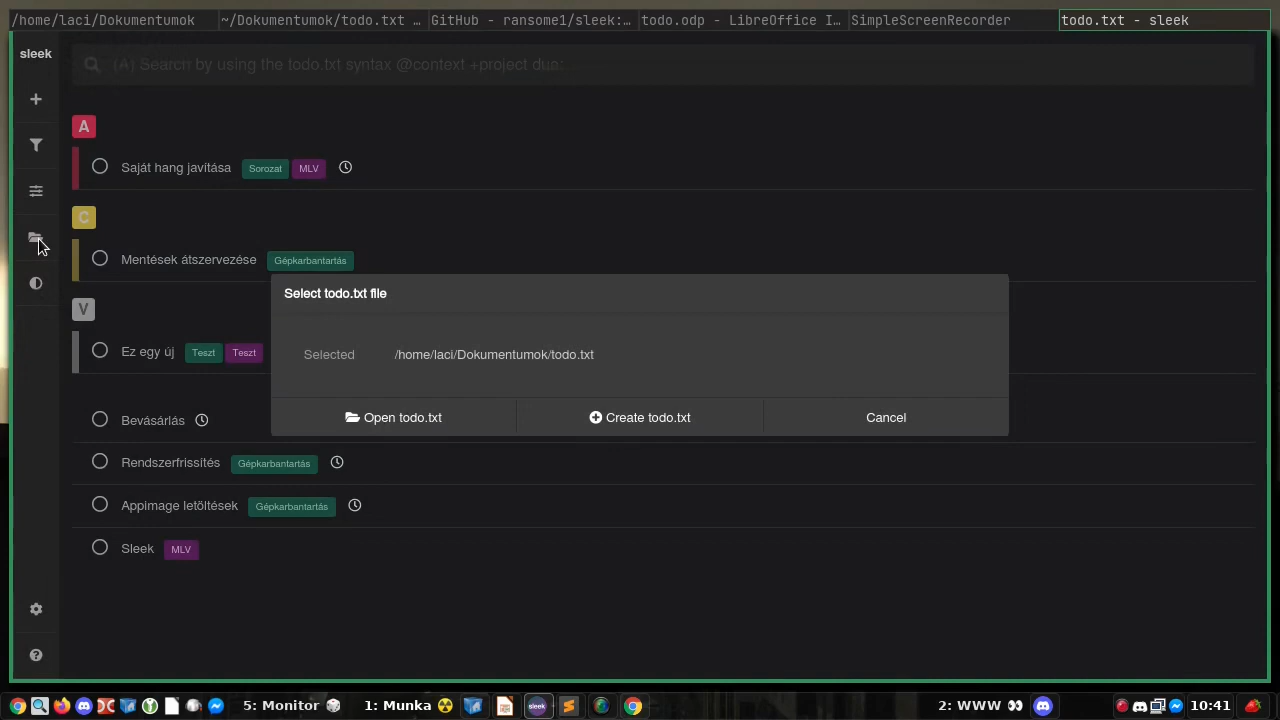 /home/laci/Dokumentumok ~/Dokumentumok/todo.txt … GitHub - ransome1/sleek:… todo.odp - LibreOffice I… SimpleScreenRecorder todo.txt - sleek
sleek
(A) Search by using the todo.txt syntax @context +project due:
A
Saját hang javítása Sorozat MLV
C
Mentések átszervezése Gépkarbantartás
V
Select todo.txt file
Ez egy új Teszt Teszt
Selected /home/laci/Dokumentumok/todo.txt
Open todo.txt Create todo.txt Cancel
Bevásárlás
Rendszerfrissítés Gépkarbantartás
Appimage letöltések Gépkarbantartás
Sleek MLV
5: Monitor 1: Munka sleek 2: WWW 10:41